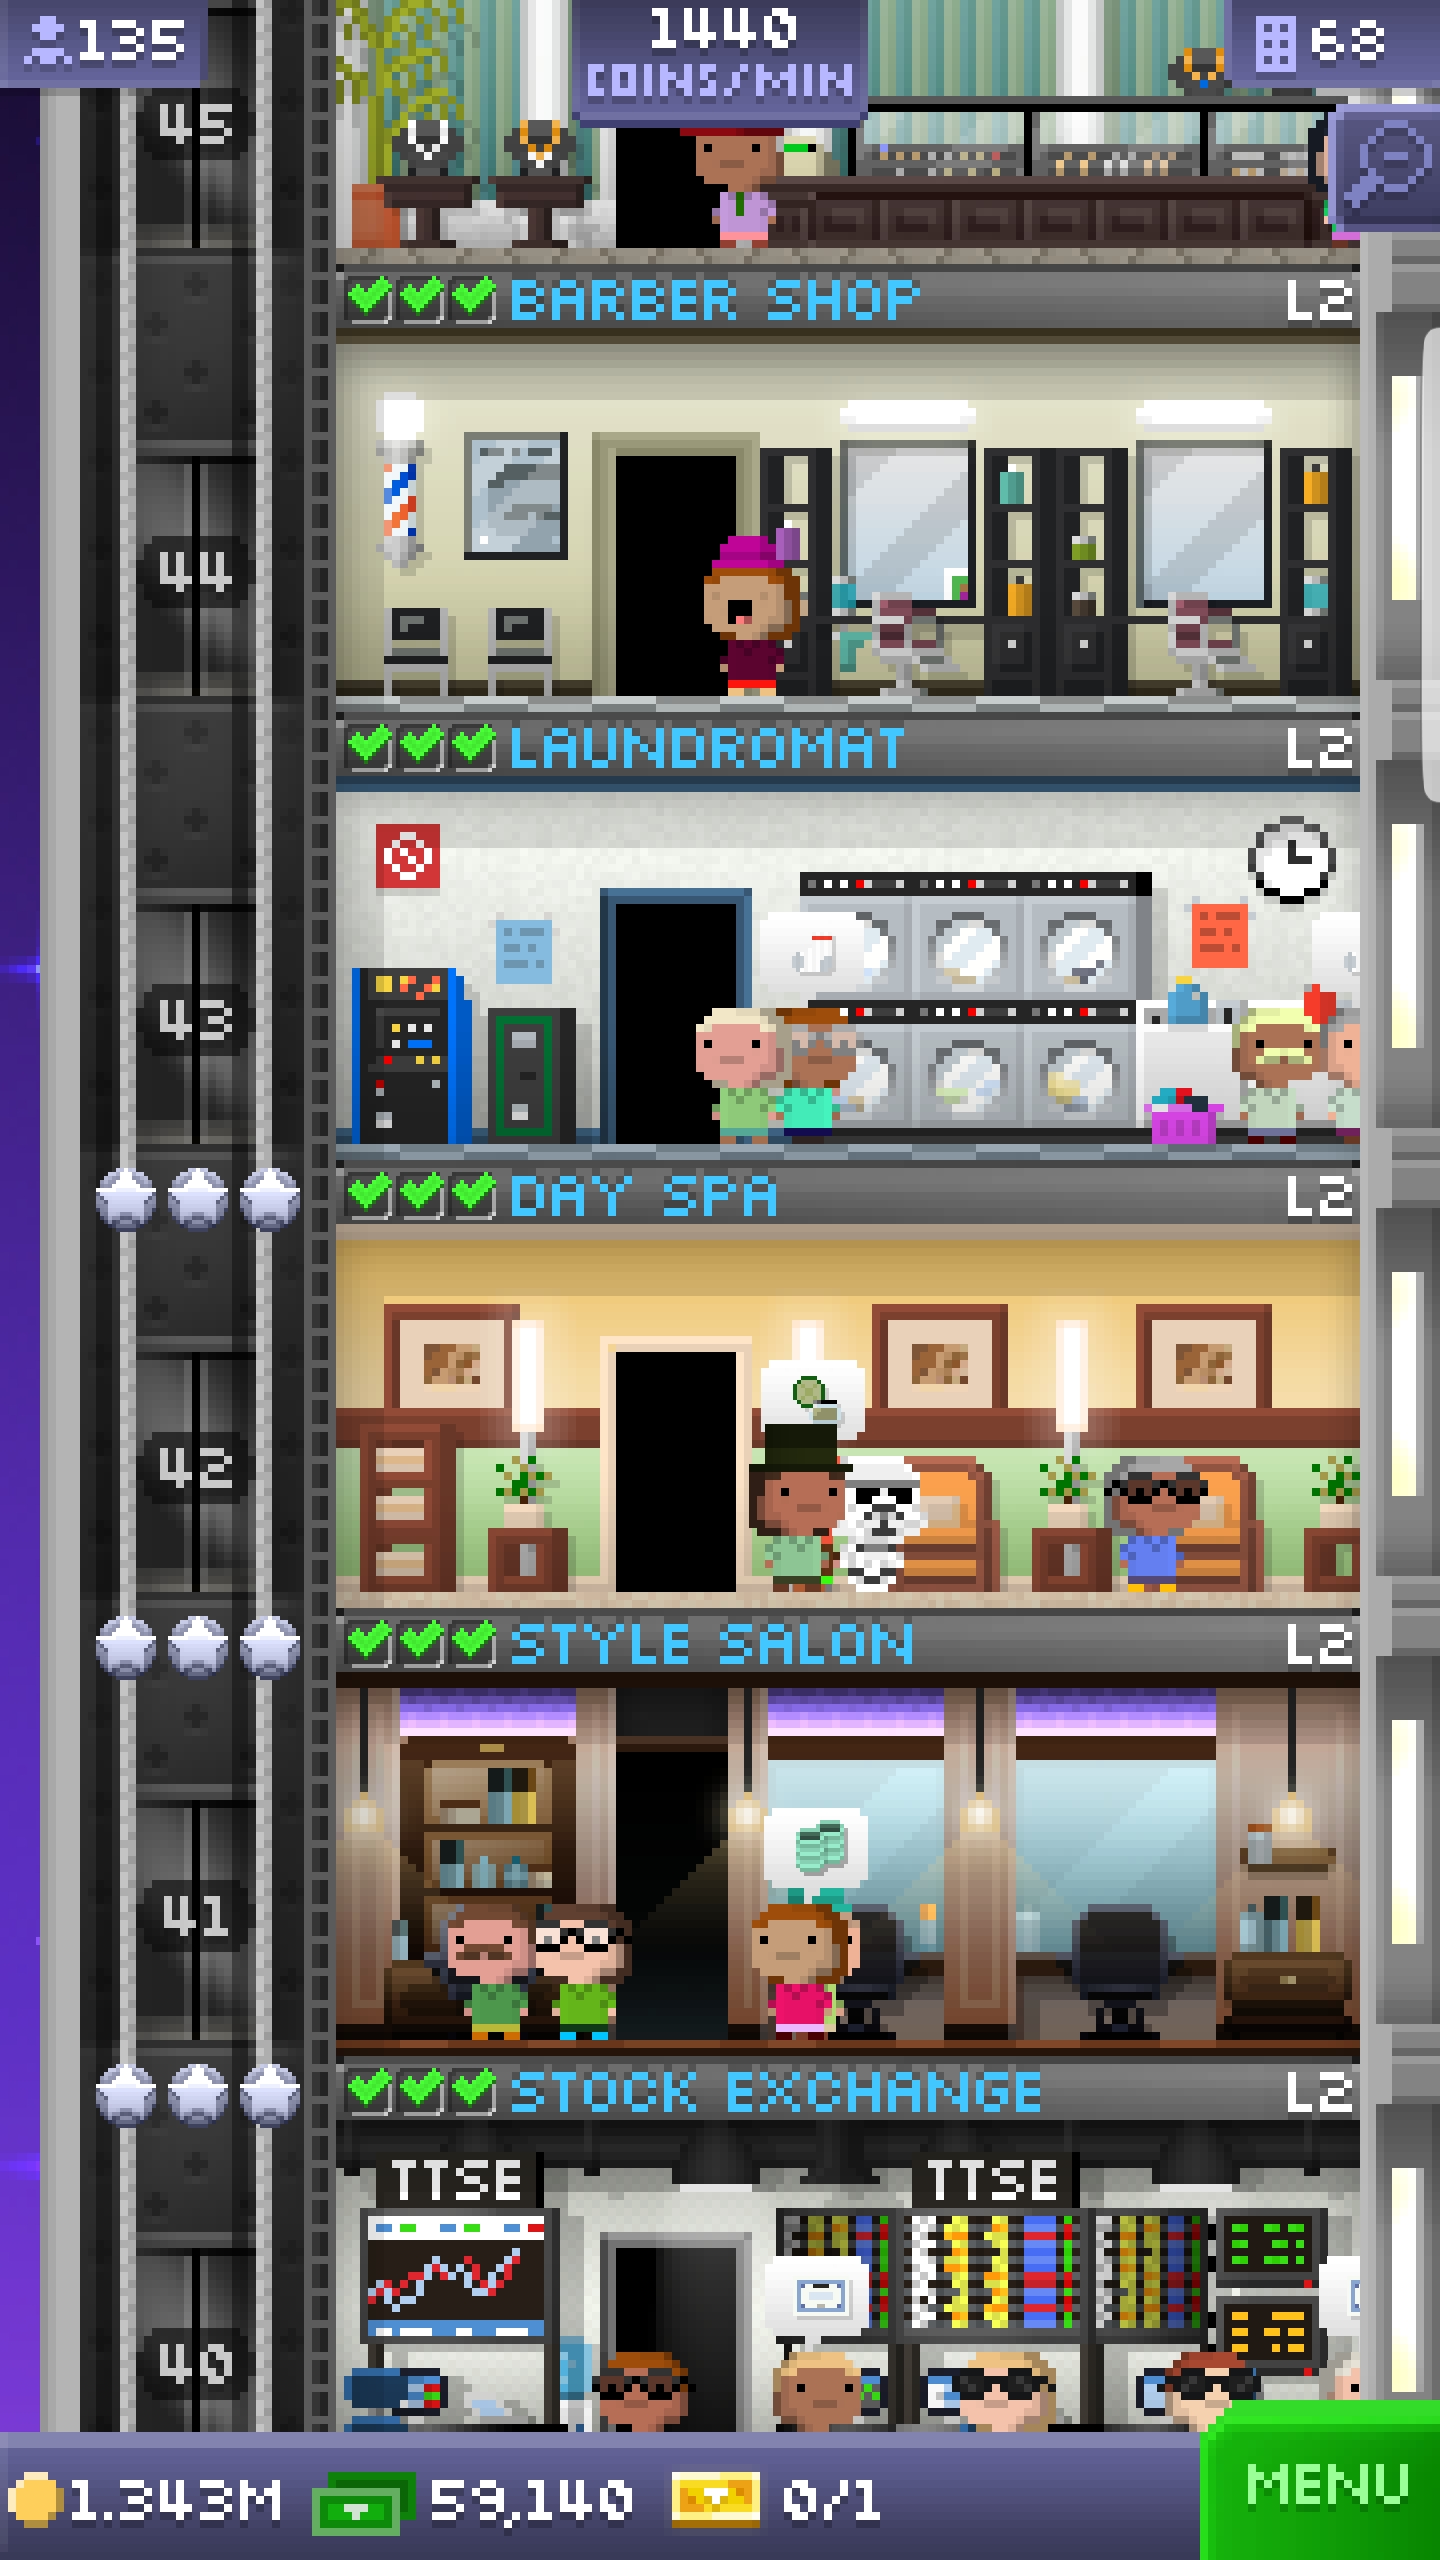 135
1440
COINS/MIN
68
45
BARBER SHOP L2
44
LAUNDROMAT L2
43
DAY SPA L2
42
STYLE SALON L2
41
STOCK EXCHANGE L2
TTSE TTSE
40
1.343M 59,140 0/1 MENU